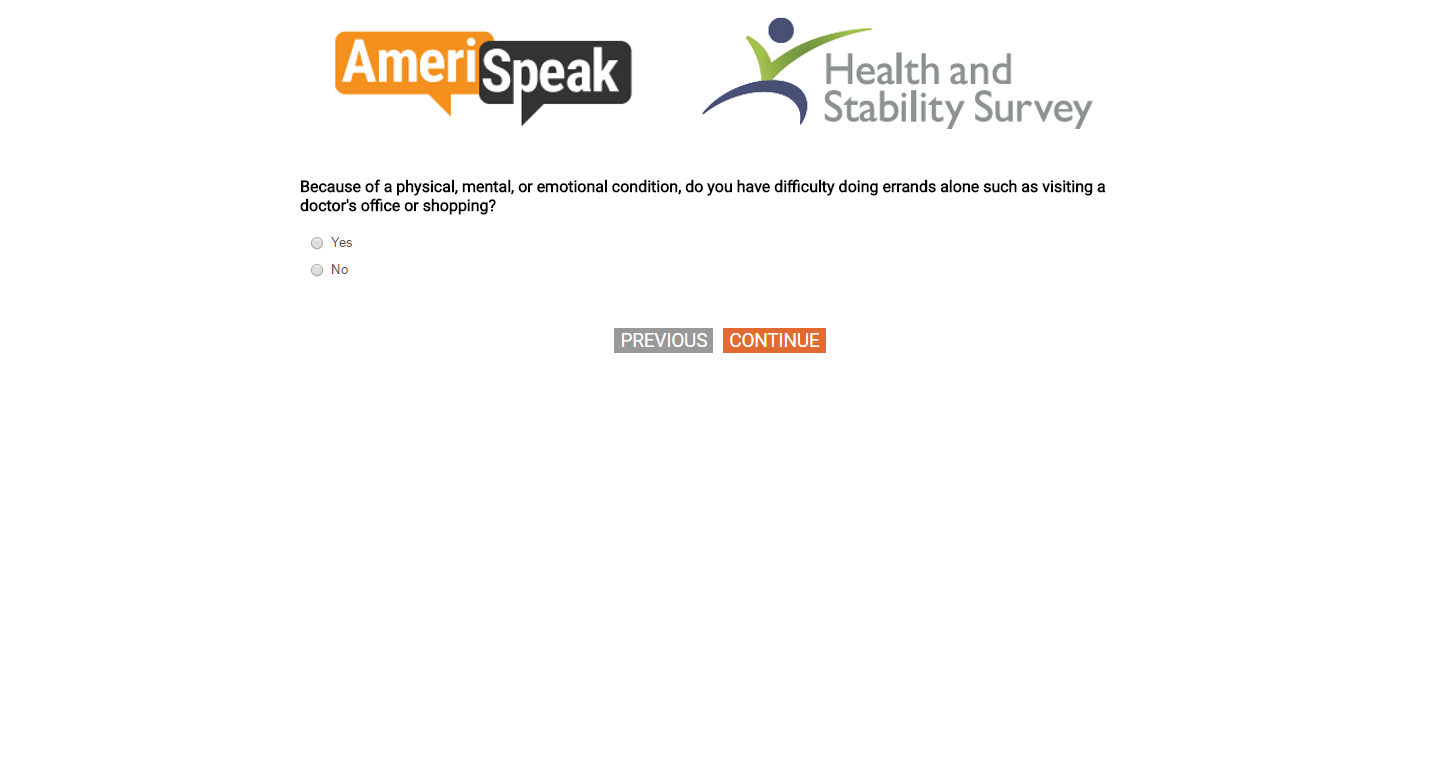 AmeriSpeak
Health and
Stability Survey
Because of a physical, mental, or emotional condition, do you have difficulty doing errands alone such as visiting a
doctor's office or shopping?
Yes
No
PREVIOUS CONTINUE